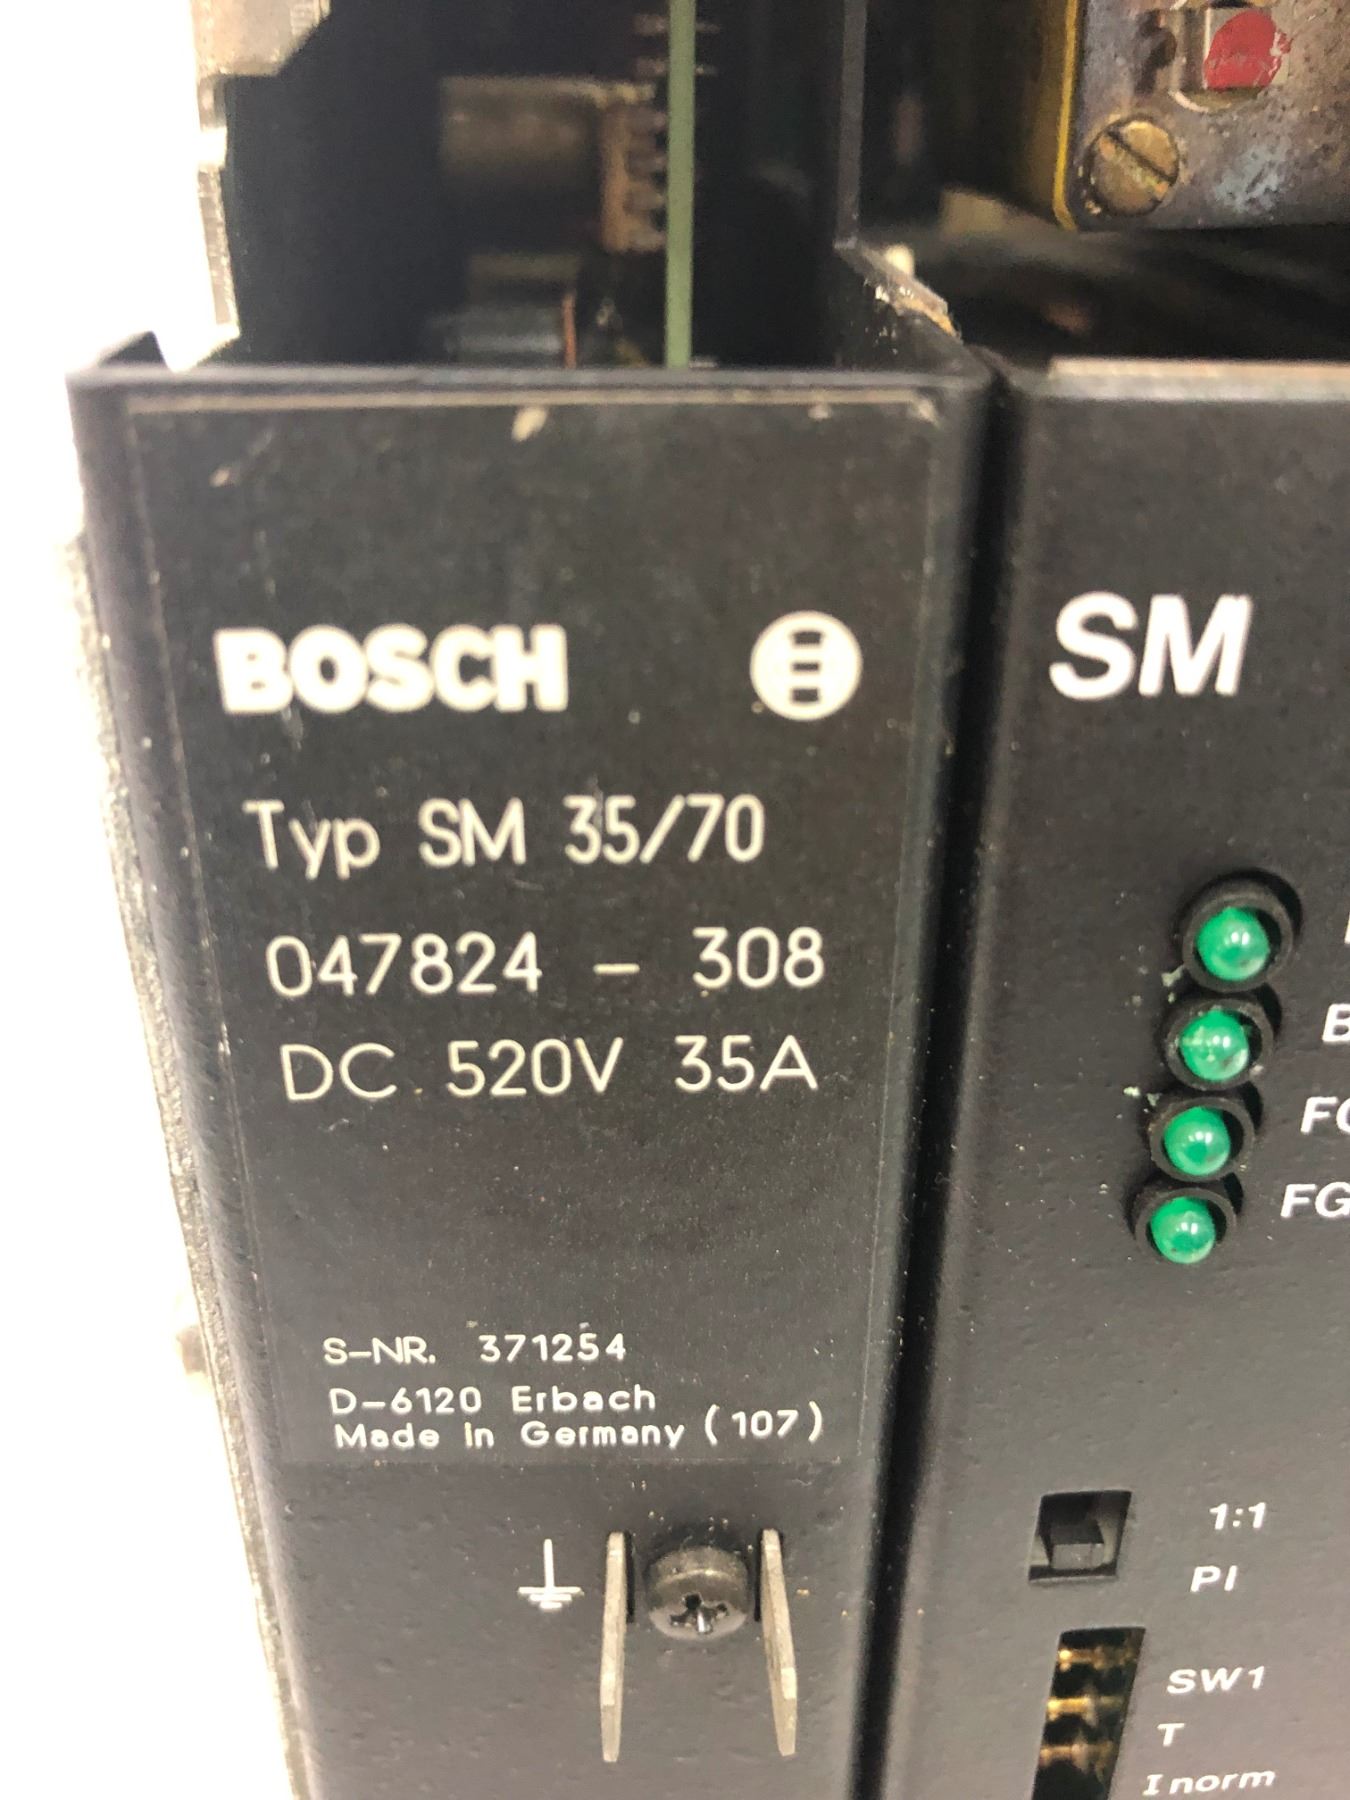 BOSCH
Typ SM 35/70
047824 - 308
DC 520V 35A
S-NR. 371254
D-6120 Erbach
Made in Germany (107)
SM
1:1
PI
SW1
T
Inorm